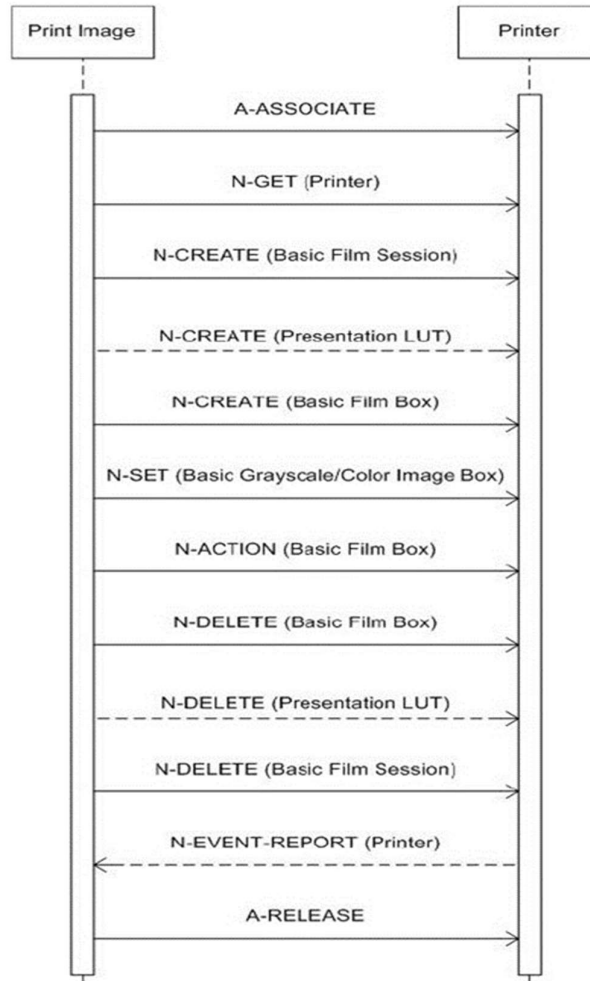 Print Image
Printer
A-ASSOCIATE
N-GET (Printer)
N-CREATE (Basic Film Session)
N-CREATE (Presentation LUT)
N-CREATE (Basic Film Box)
N-SET (Basic Grayscale/Color Image Box)
N-ACTION (Basic Film Box)
N-DELETE (Basic Film Box)
N-DELETE (Presentation LUT)
N-DELETE (Basic Film Session)
N-EVENT-REPORT (Printer)
A-RELEASE